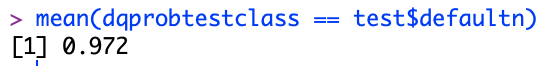 > mean(dqprobtestclass == test$defaultn)
[1] 0.972